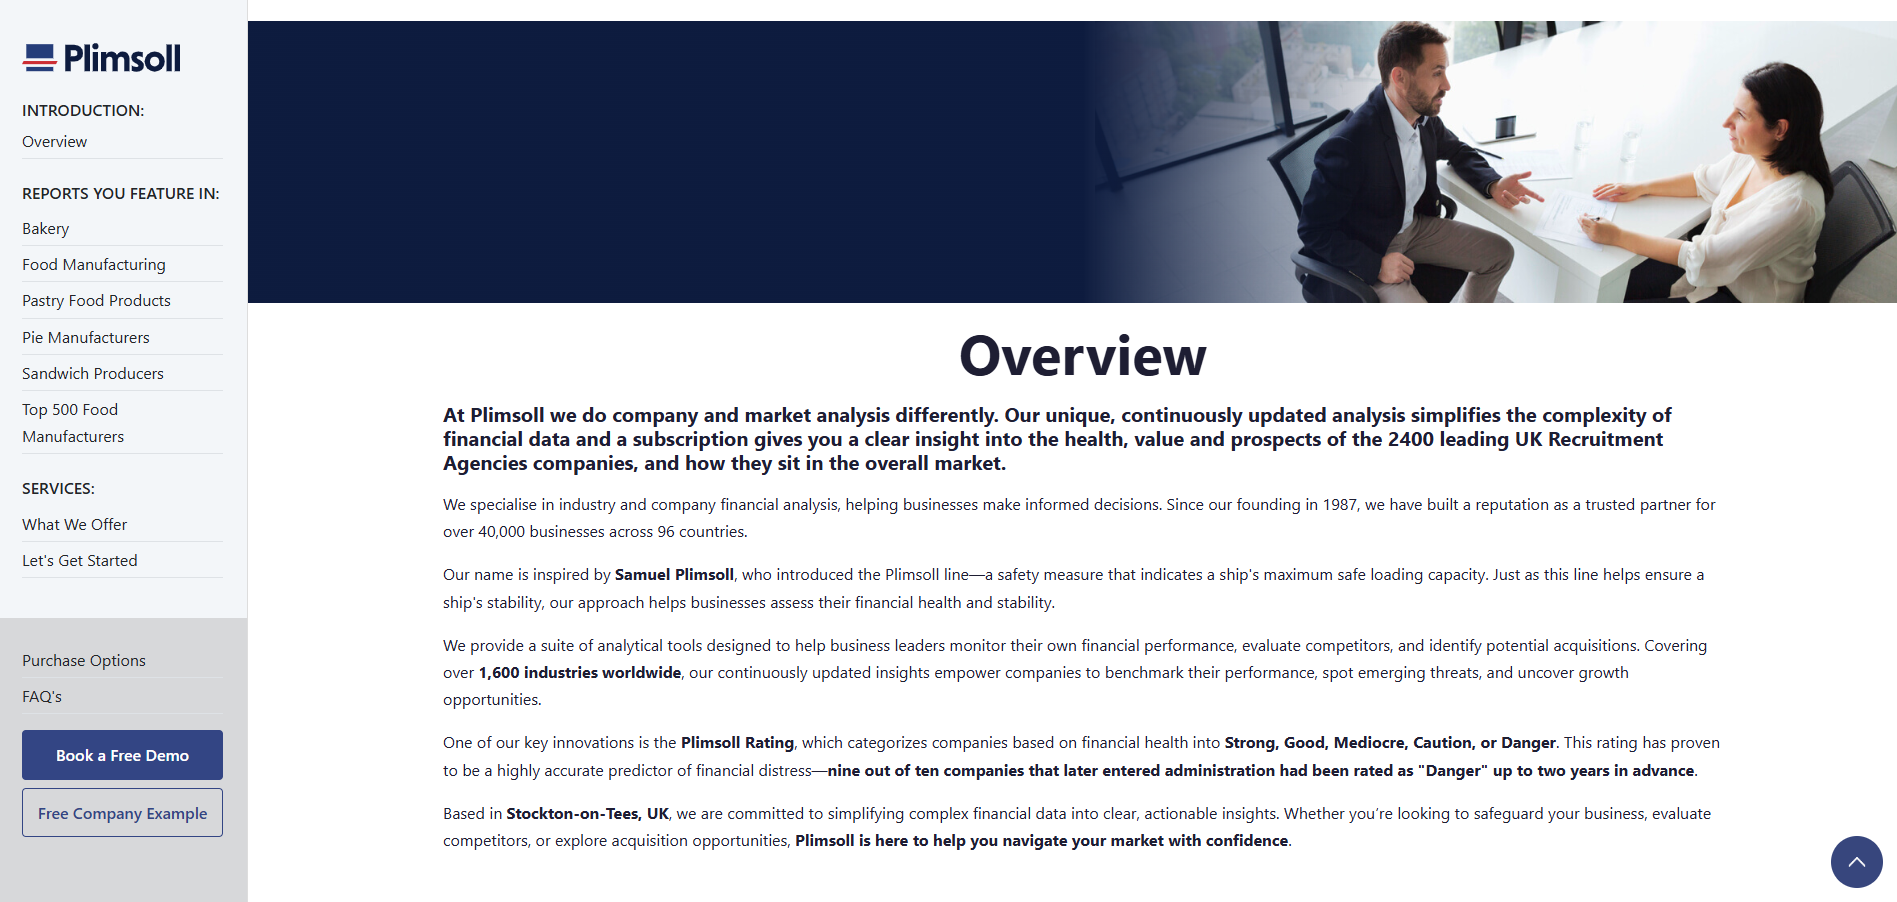 Plimsoll
INTRODUCTION:
Overview
REPORTS YOU FEATURE IN:
Bakery
Food Manufacturing
Pastry Food Products
Pie Manufacturers
Sandwich Producers
Top 500 Food
Manufacturers
SERVICES:
What We Offer
Let's Get Started
Purchase Options
FAQ's
Book a Free Demo
Free Company Example
Overview
At Plimsoll we do company and market analysis differently. Our unique, continuously updated analysis simplifies the complexity of
financial data and a subscription gives you a clear insight into the health, value and prospects of the 2400 leading UK Recruitment
Agencies companies, and how they sit in the overall market.
We specialise in industry and company financial analysis, helping businesses make informed decisions. Since our founding in 1987, we have built a reputation as a trusted partner for
over 40,000 businesses across 96 countries.
Our name is inspired by Samuel Plimsoll, who introduced the Plimsoll line—a safety measure that indicates a ship's maximum safe loading capacity. Just as this line helps ensure a
ship's stability, our approach helps businesses assess their financial health and stability.
We provide a suite of analytical tools designed to help business leaders monitor their own financial performance, evaluate competitors, and identify potential acquisitions. Covering
over 1,600 industries worldwide, our continuously updated insights empower companies to benchmark their performance, spot emerging threats, and uncover growth
opportunities.
One of our key innovations is the Plimsoll Rating, which categorizes companies based on financial health into Strong, Good, Mediocre, Caution, or Danger. This rating has proven
to be a highly accurate predictor of financial distress—nine out of ten companies that later entered administration had been rated as "Danger" up to two years in advance.
Based in Stockton-on-Tees, UK, we are committed to simplifying complex financial data into clear, actionable insights. Whether you’re looking to safeguard your business, evaluate
competitors, or explore acquisition opportunities, Plimsoll is here to help you navigate your market with confidence.